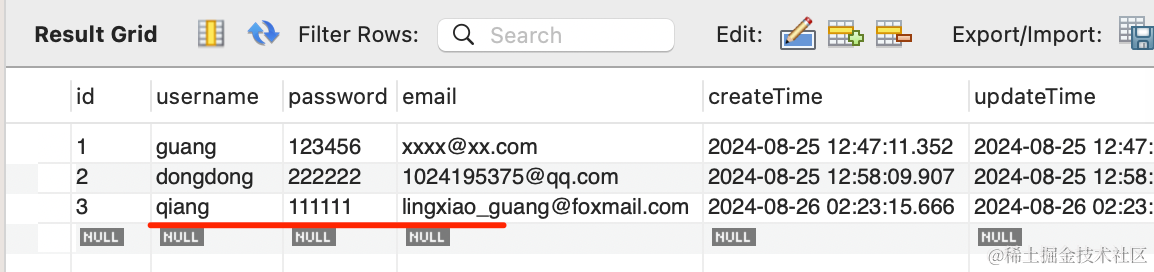 Result Grid Filter Rows: Search Edit: Export/Import:
id username password email createTime updateTime
1 guang 123456 xxxx@xx.com 2024-08-25 12:47:11.352 2024-08-25 12:47:
2 dongdong 222222 1024195375@qq.com 2024-08-25 12:58:09.907 2024-08-25 12:58:
3 qiang 111111 lingxiao_guang@foxmail.com 2024-08-26 02:23:15.666 2024-08-26 02:23:
NULL NULL NULL NULL NULL NULL
@稀土掘金技术社区